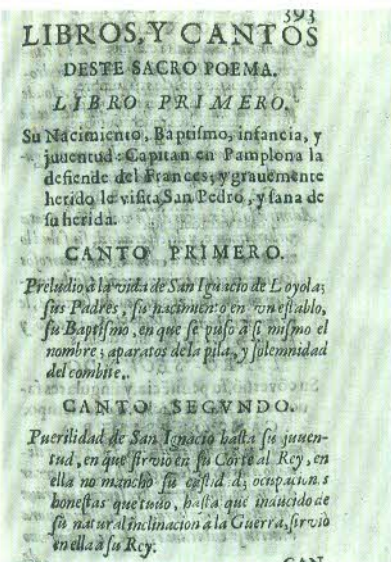 393
LIBROS, Y CANTOS
DESTE SACRO POEMA.
LIBRO PRIMERO.
Su Nacimiento, Baptismo, infancia, y
juuentud: Capitan en Pamplona la
defiende del Frances; y grauemente
herido le visita San Pedro, y sana de
su herida.
CANTO PRIMERO.
Preludio à la vida de San Ignacio de Loyola;
sus Padres, su nacimiento en vn establo,
su Baptismo, en que se puso à si mismo el
nombre; aparatos de la pila, y solemnidad
del combite.
CANTO SEGVNDO.
Puerilidad de San Ignacio hasta su juuen-
tud, en que siruio en su Corte al Rey, en
ella no mancho su castid.d; ocupacion.s
honestas que tuuo, hasta que inducido de
su natural inclinacion a la Guerra, siruiò
en ella à su Rey.
CAN-